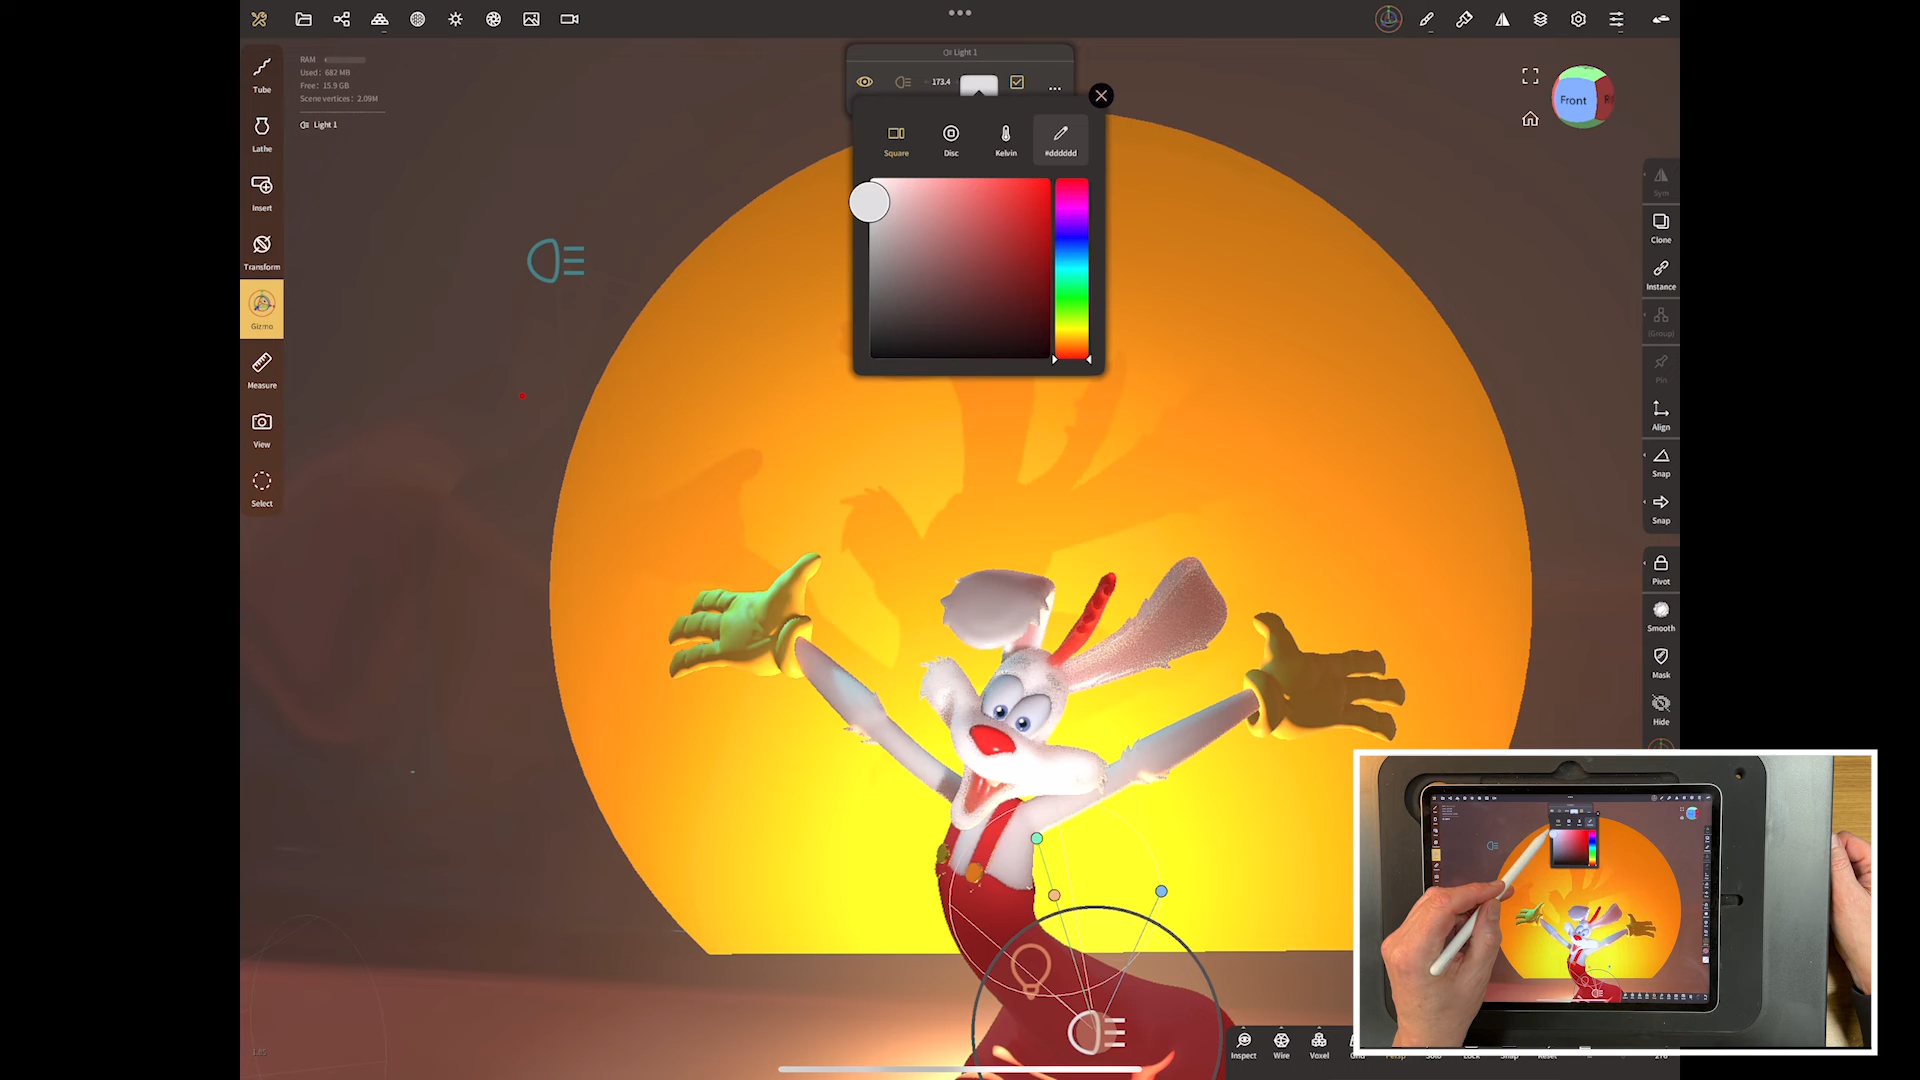 Light 1
173.4
...
RAM
Used: 682 MB
Free: 15.9 GB
Scene vertices: 2.09M
Light 1
Tube
Lathe
Insert
Transform
Gizmo
Measure
View
Select
Square
Disc
Kelvin
#dddddd
Front
R
Sym
Clone
Instance
(Group)
Pin
Align
Snap
Snap
Pivot
Smooth
Mask
Hide
1.85
Inspect
Wire
Voxel